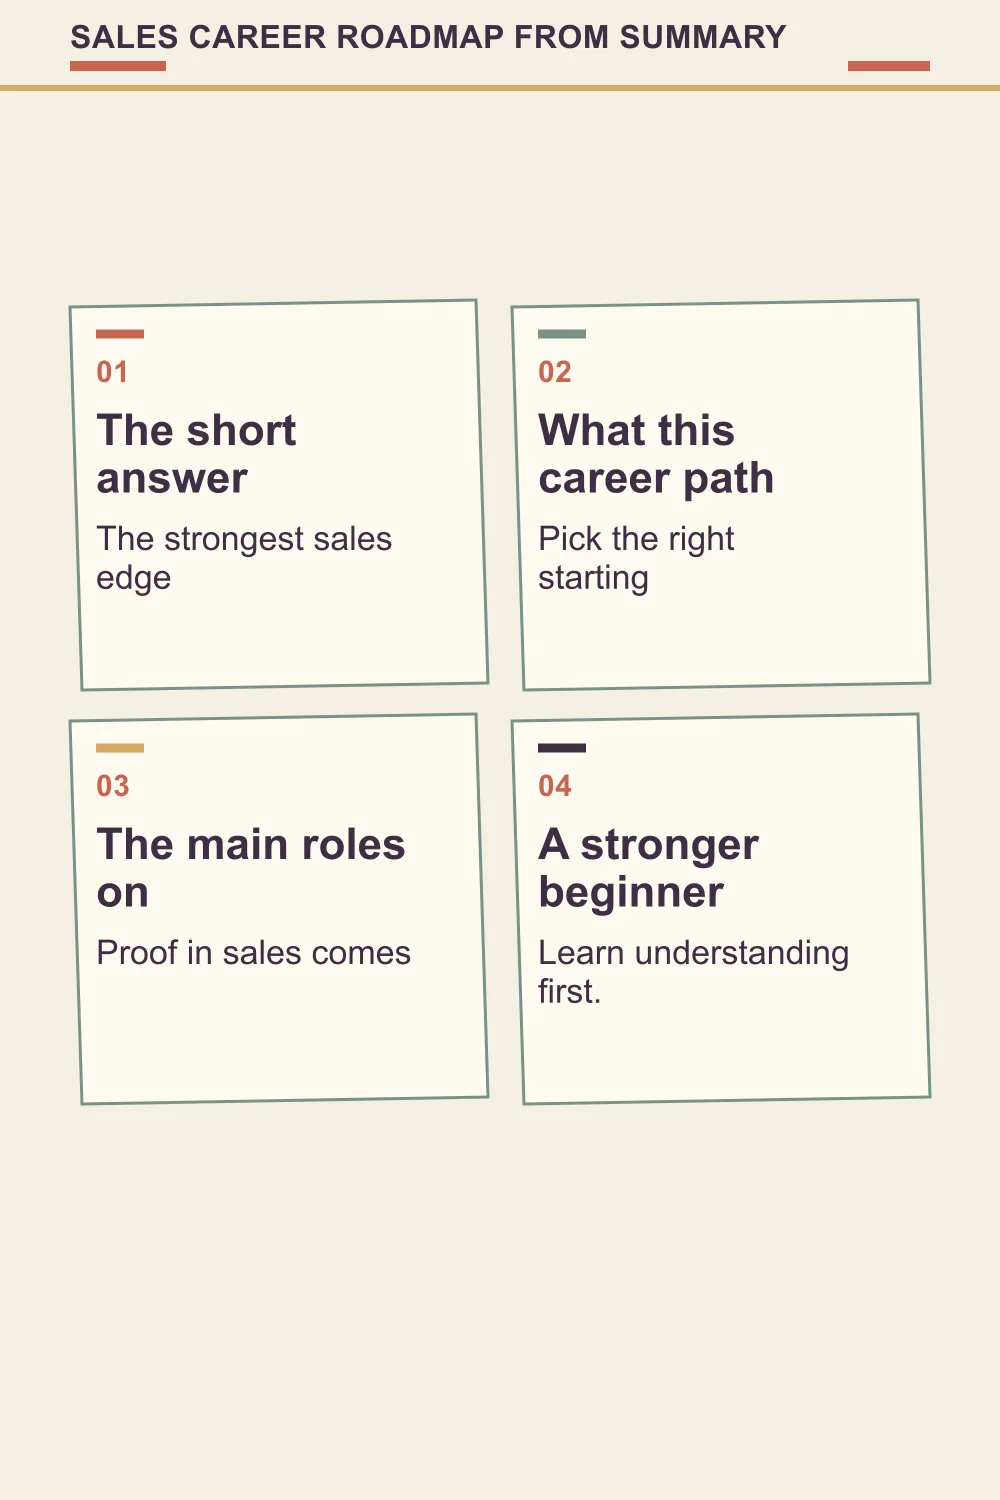 SALES CAREER ROADMAP FROM SUMMARY
01
The short
answer
The strongest sales
edge
02
What this
career path
Pick the right
starting
03
The main roles
on
Proof in sales comes
04
A stronger
beginner
Learn understanding
first.